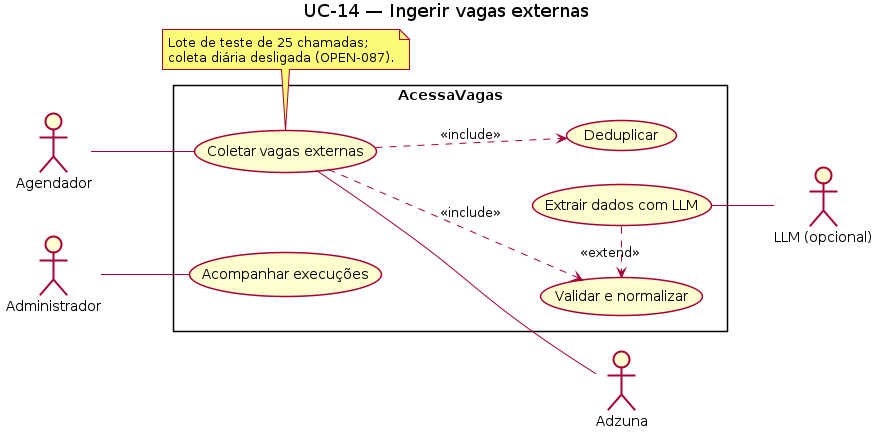 UC-14 — Ingerir vagas externas
Lote de teste de 25 chamadas;
coleta diária desligada (OPEN-087).
AcessaVagas
Agendador
Coletar vagas externas
«include»
Deduplicar
Extrair dados com LLM
LLM (opcional)
«include»
«extend»
Administrador
Acompanhar execuções
Validar e normalizar
Adzuna